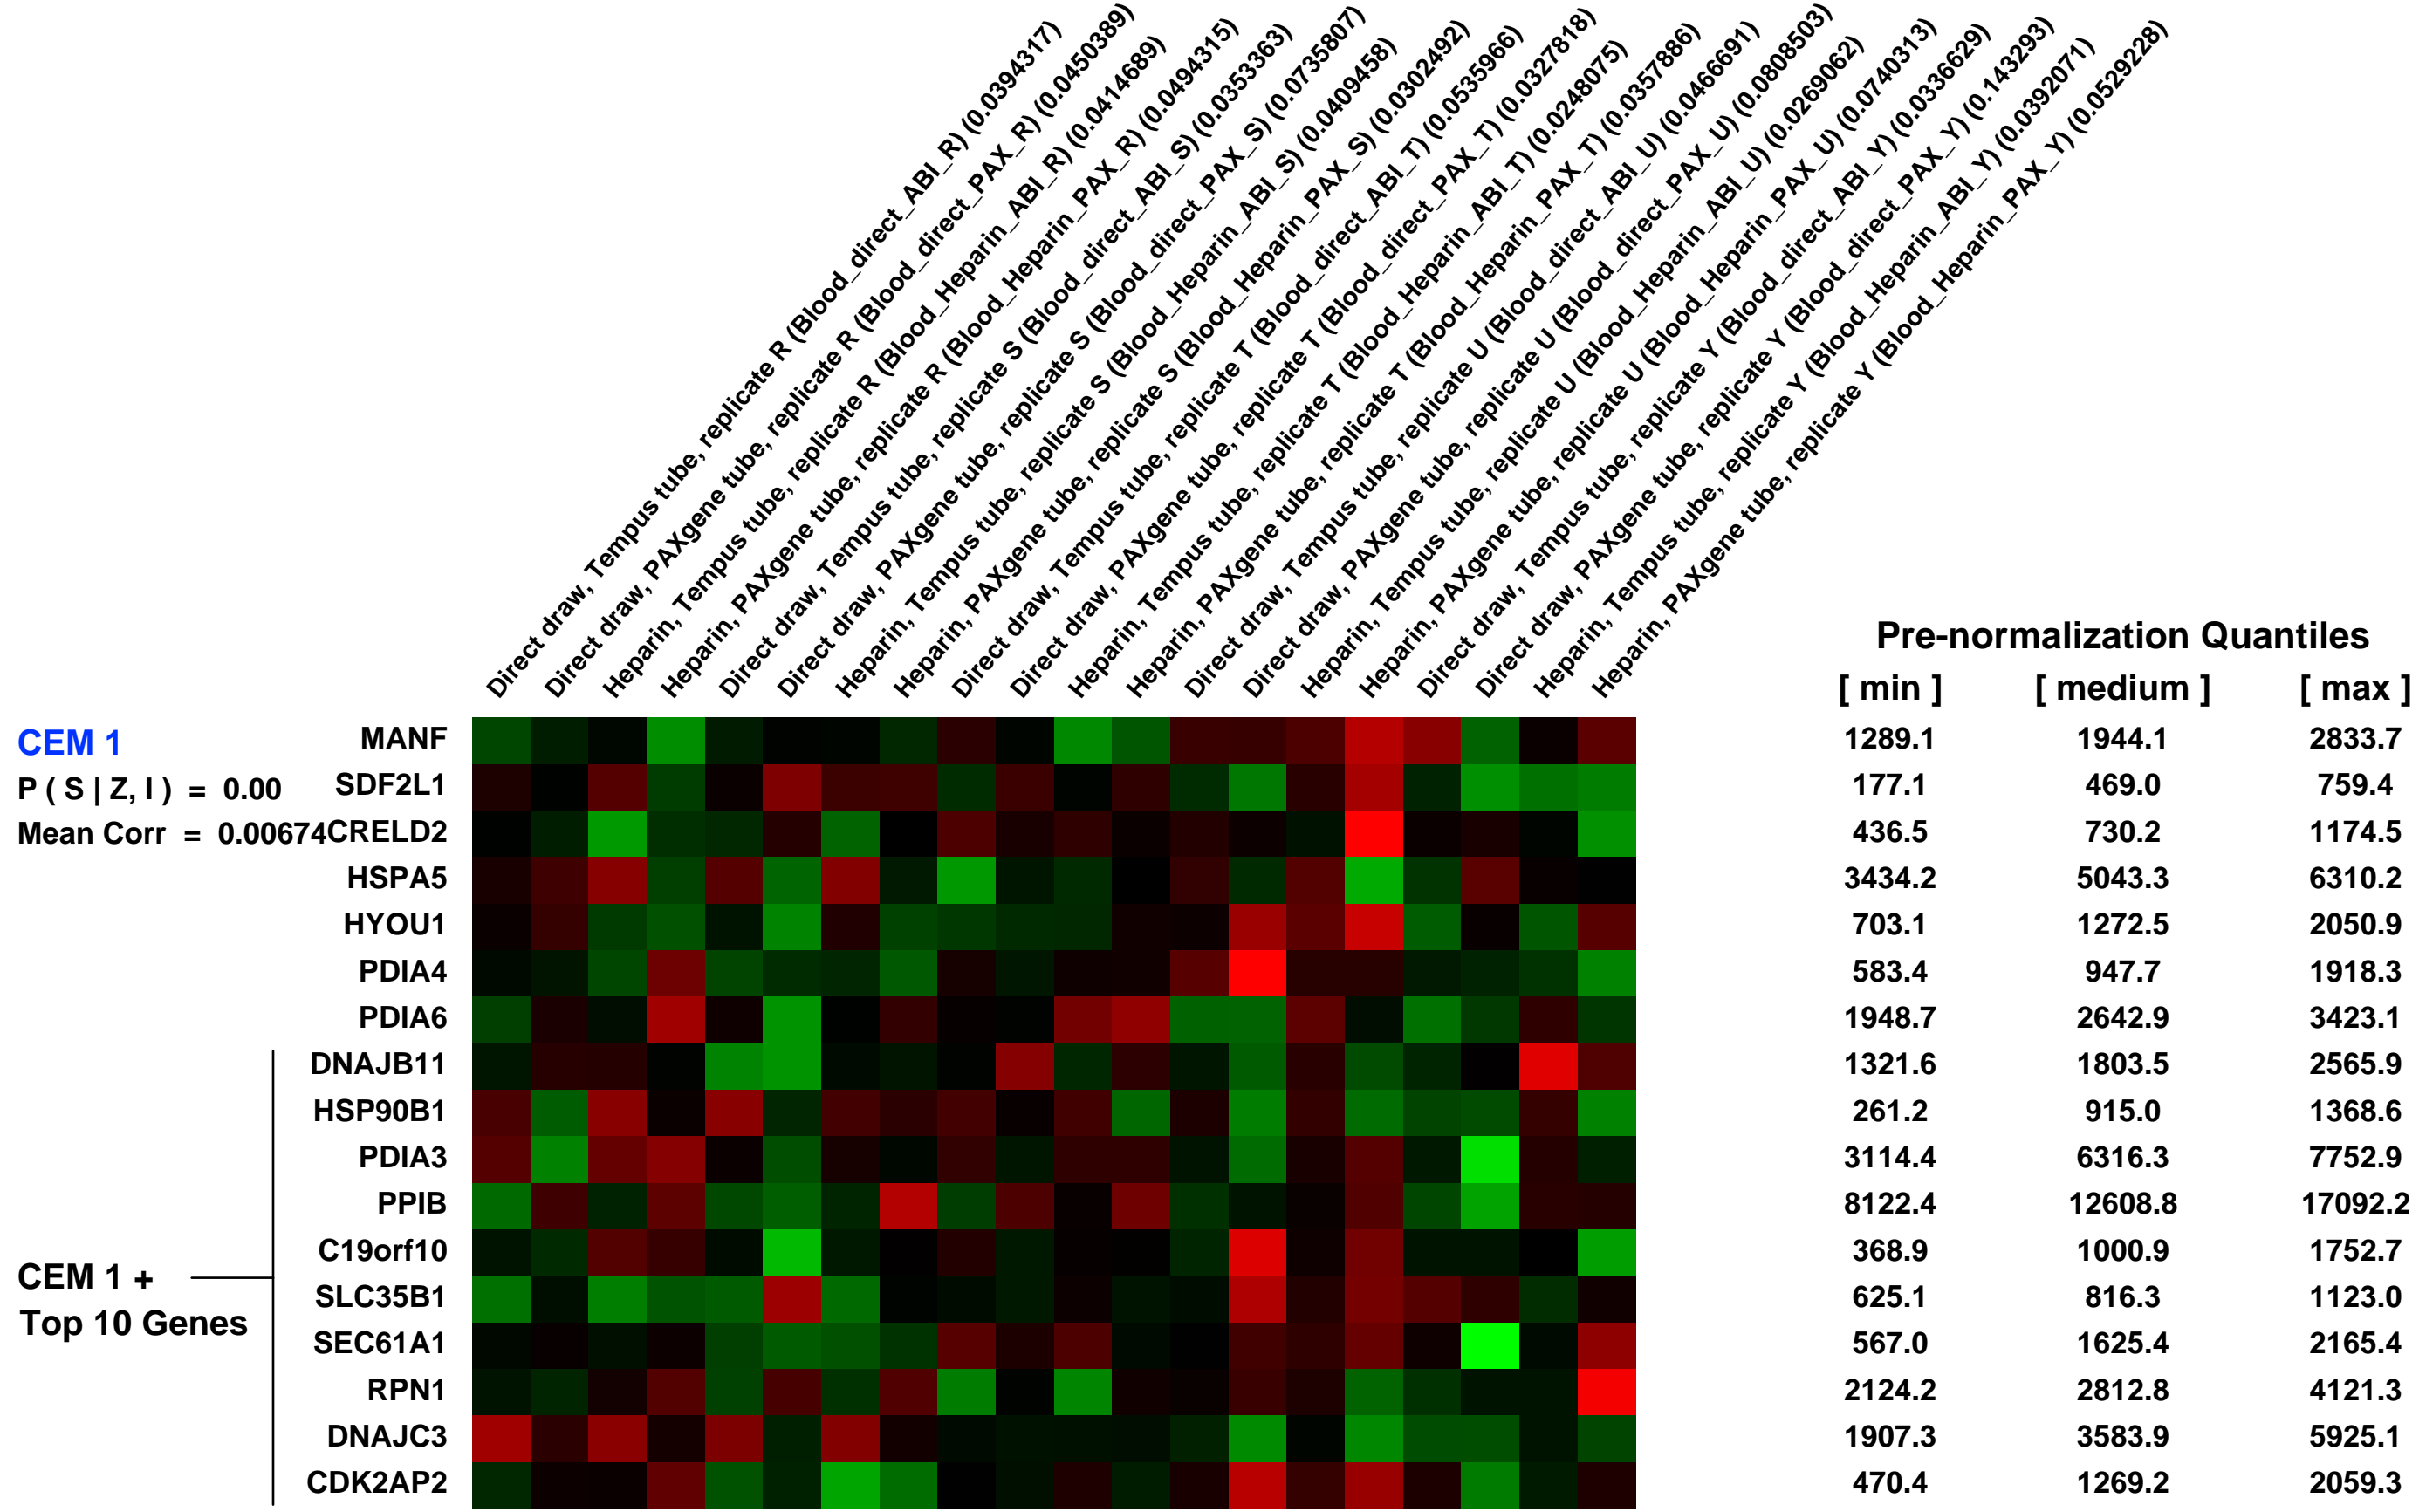 Direct draw, Tempus tube, replicate R (Blood_direct_ABI_R) (0.0394317)
Direct draw, PAXgene tube, replicate R (Blood_direct_PAX_R) (0.0450389)
Heparin, Tempus tube, replicate R (Blood_Heparin_ABI_R) (0.0414689)
Heparin, PAXgene tube, replicate R (Blood_Heparin_PAX_R) (0.0494315)
Direct draw, Tempus tube, replicate S (Blood_direct_ABI_S) (0.0353363)
Direct draw, PAXgene tube, replicate S (Blood_direct_PAX_S) (0.0735807)
Heparin, Tempus tube, replicate S (Blood_Heparin_ABI_S) (0.0409458)
Heparin, PAXgene tube, replicate S (Blood_Heparin_PAX_S) (0.0302492)
Direct draw, Tempus tube, replicate T (Blood_direct_ABI_T) (0.0535966)
Direct draw, PAXgene tube, replicate T (Blood_direct_PAX_T) (0.0327818)
Heparin, Tempus tube, replicate T (Blood_Heparin_ABI_T) (0.0248075)
Heparin, PAXgene tube, replicate T (Blood_Heparin_PAX_T) (0.0357886)
Direct draw, Tempus tube, replicate U (Blood_direct_ABI_U) (0.0466691)
Direct draw, PAXgene tube, replicate U (Blood_direct_PAX_U) (0.0808503)
Heparin, Tempus tube, replicate U (Blood_Heparin_ABI_U) (0.0269062)
Heparin, PAXgene tube, replicate U (Blood_Heparin_PAX_U) (0.0740313)
Direct draw, Tempus tube, replicate Y (Blood_direct_ABI_Y) (0.0336629)
Direct draw, PAXgene tube, replicate Y (Blood_direct_PAX_Y) (0.143293)
Heparin, Tempus tube, replicate Y (Blood_Heparin_ABI_Y) (0.0392071)
Heparin, PAXgene tube, replicate Y (Blood_Heparin_PAX_Y) (0.0529228)
Pre-normalization Quantiles
[ min ] [ medium ] [ max ]
CEM 1 MANF 1289.1 1944.1 2833.7
P ( S | Z, I ) = 0.00 SDF2L1 177.1 469.0 759.4
Mean Corr = 0.00674 CRELD2 436.5 730.2 1174.5
HSPA5 3434.2 5043.3 6310.2
HYOU1 703.1 1272.5 2050.9
PDIA4 583.4 947.7 1918.3
PDIA6 1948.7 2642.9 3423.1
DNAJB11 1321.6 1803.5 2565.9
HSP90B1 261.2 915.0 1368.6
PDIA3 3114.4 6316.3 7752.9
PPIB 8122.4 12608.8 17092.2
C19orf10 368.9 1000.9 1752.7
CEM 1 +
SLC35B1 625.1 816.3 1123.0
Top 10 Genes
SEC61A1 567.0 1625.4 2165.4
RPN1 2124.2 2812.8 4121.3
DNAJC3 1907.3 3583.9 5925.1
CDK2AP2 470.4 1269.2 2059.3